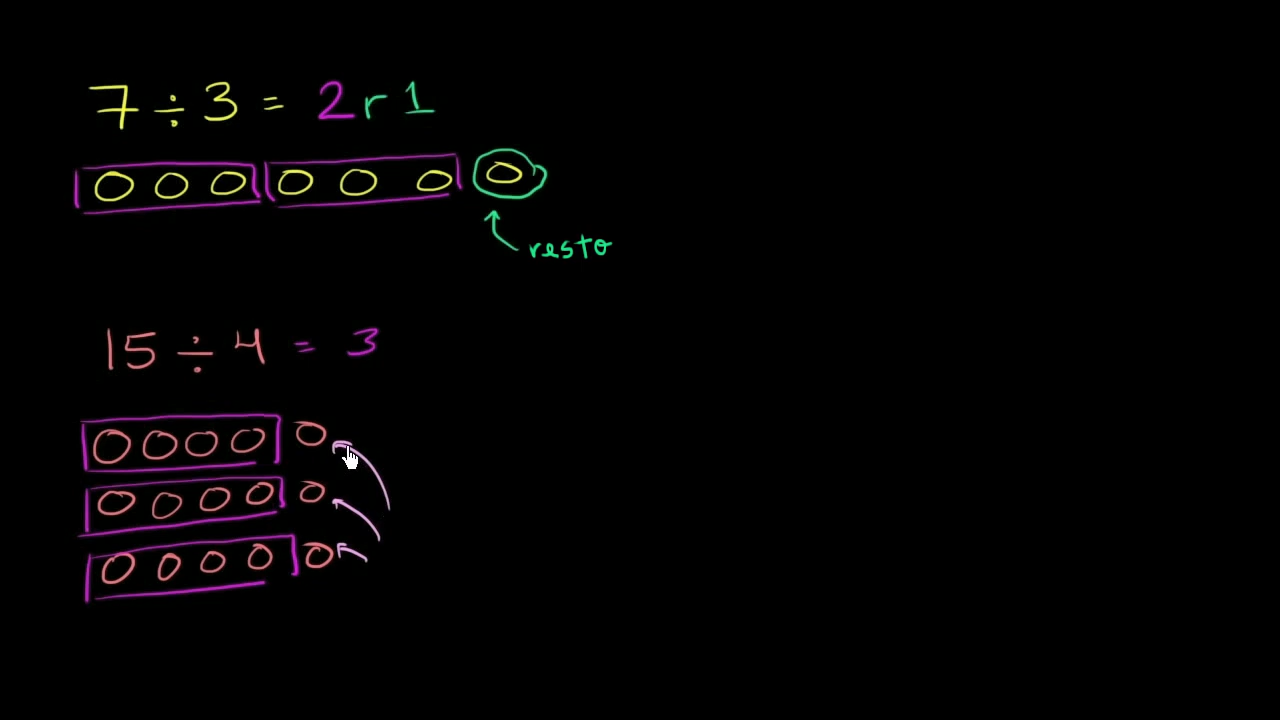 7 ÷ 3 = 2 r 1
resto
15 ÷ 4 = 3